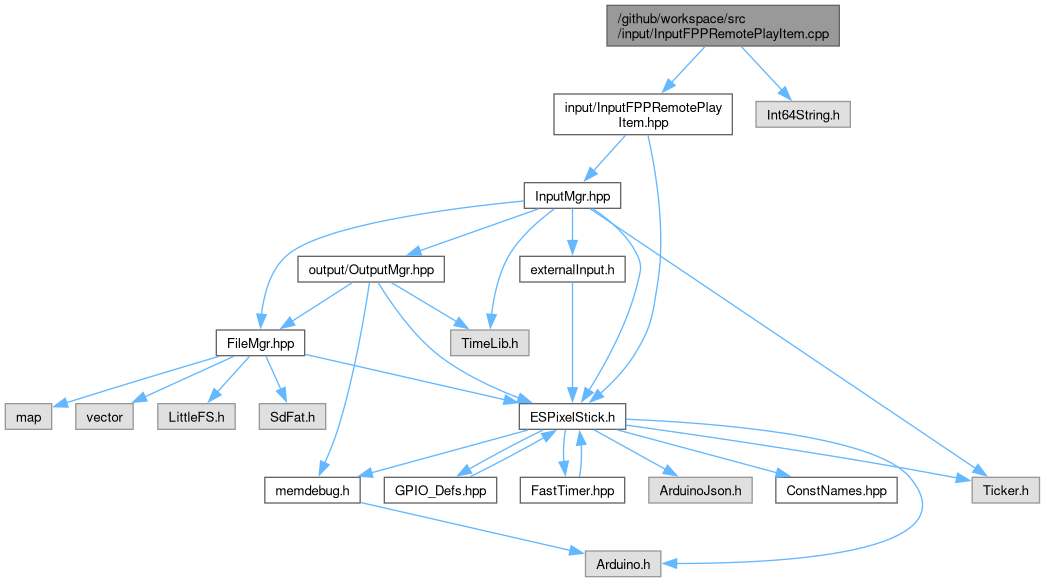 /github/workspace/src
/input/InputFPPRemotePlayItem.cpp
input/InputFPPRemotePlay
Item.hpp
Int64String.h
InputMgr.hpp
output/OutputMgr.hpp
externalInput.h
FileMgr.hpp
TimeLib.h
map
vector
LittleFS.h
SdFat.h
ESPixelStick.h
memdebug.h
GPIO_Defs.hpp
FastTimer.hpp
ArduinoJson.h
ConstNames.hpp
Ticker.h
Arduino.h